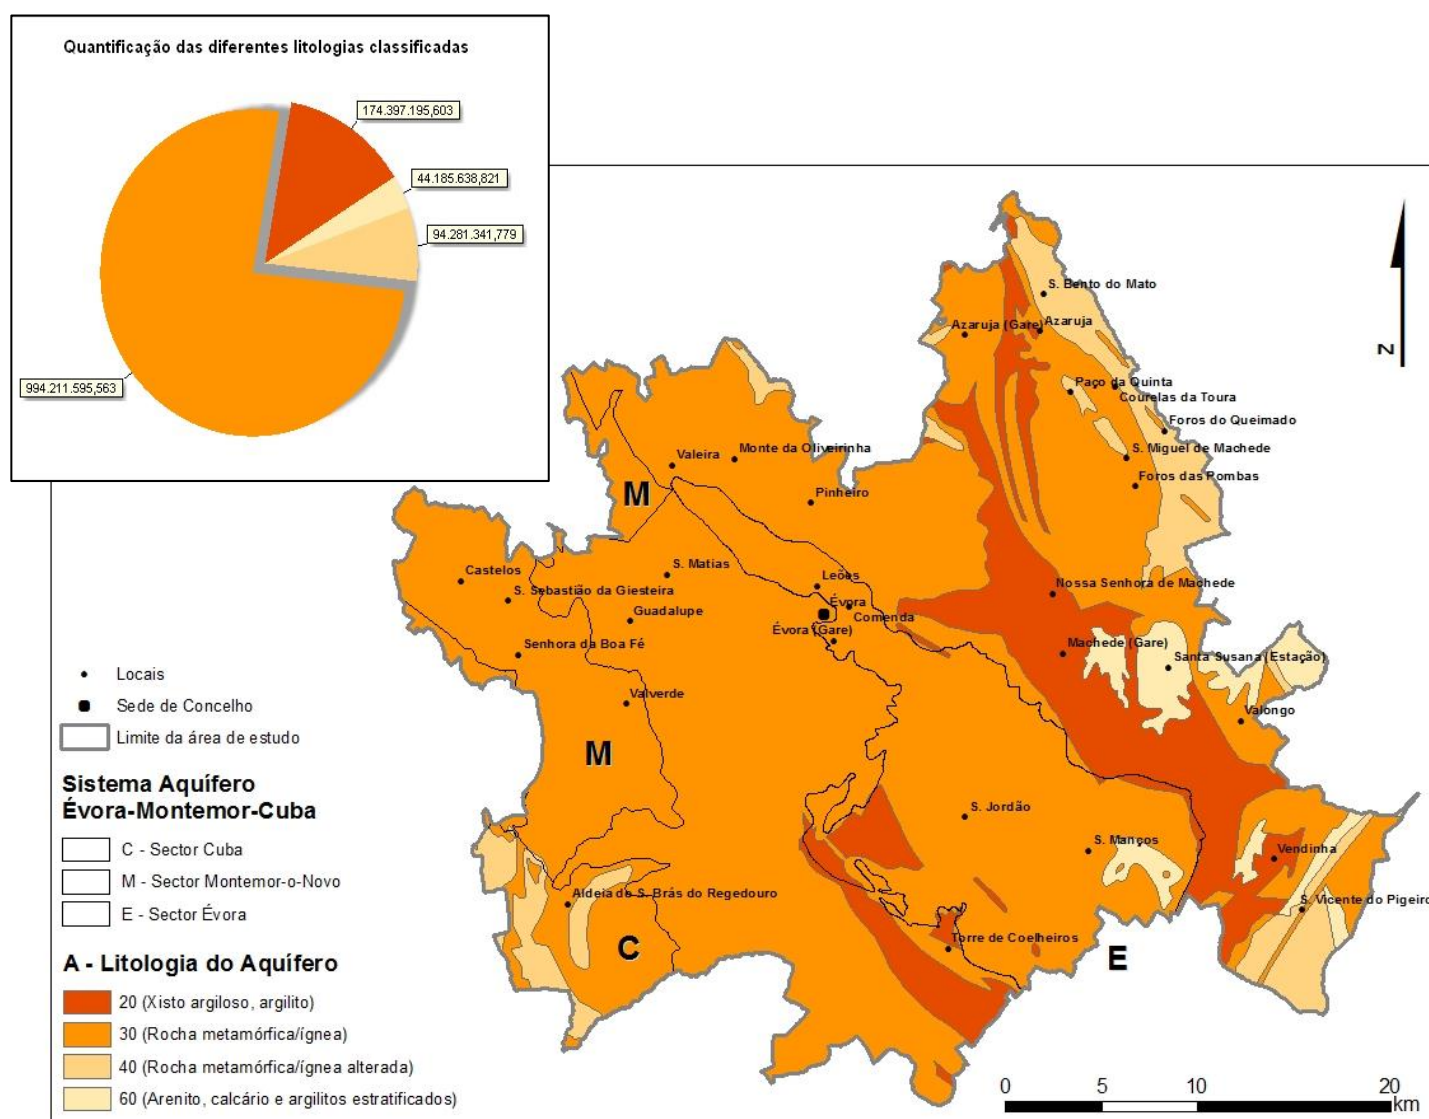 Quantificação das diferentes litologias classificadas
174.397.195,603
44.185.638,821
94.281.341,779
994.211.595,563
N
S. Bento do Mato
Azaruja (Gare)
Azaruja
Paço da Quinta
Courelas da Toura
Foros do Queimado
S. Miguel de Machede
Foros das Pombas
Valeira
Monte da Oliveirinha
Pinheiro
M
Castelos
S. Sebastião da Giesteira
S. Matias
Guadalupe
Senhora da Boa Fé
Valverde
Leões
Évora
Comenda
Évora (Gare)
Nossa Senhora de Machede
Machede (Gare)
Santa Susana (Estação)
Valongo
M
S. Jordão
S. Manços
Vendinha
S. Vicente do Pigeiro
Aldeia de S. Brás do Regedouro
C
Torre de Coelheiros
E
Locais
Sede de Concelho
Limite da área de estudo
Sistema Aquífero
Évora-Montemor-Cuba
C - Sector Cuba
M - Sector Montemor-o-Novo
E - Sector Évora
A - Litologia do Aquífero
20 (Xisto argiloso, argilito)
30 (Rocha metamórfica/ígnea)
40 (Rocha metamórfica/ígnea alterada)
60 (Arenito, calcário e argilitos estratificados)
0 5 10 20
km